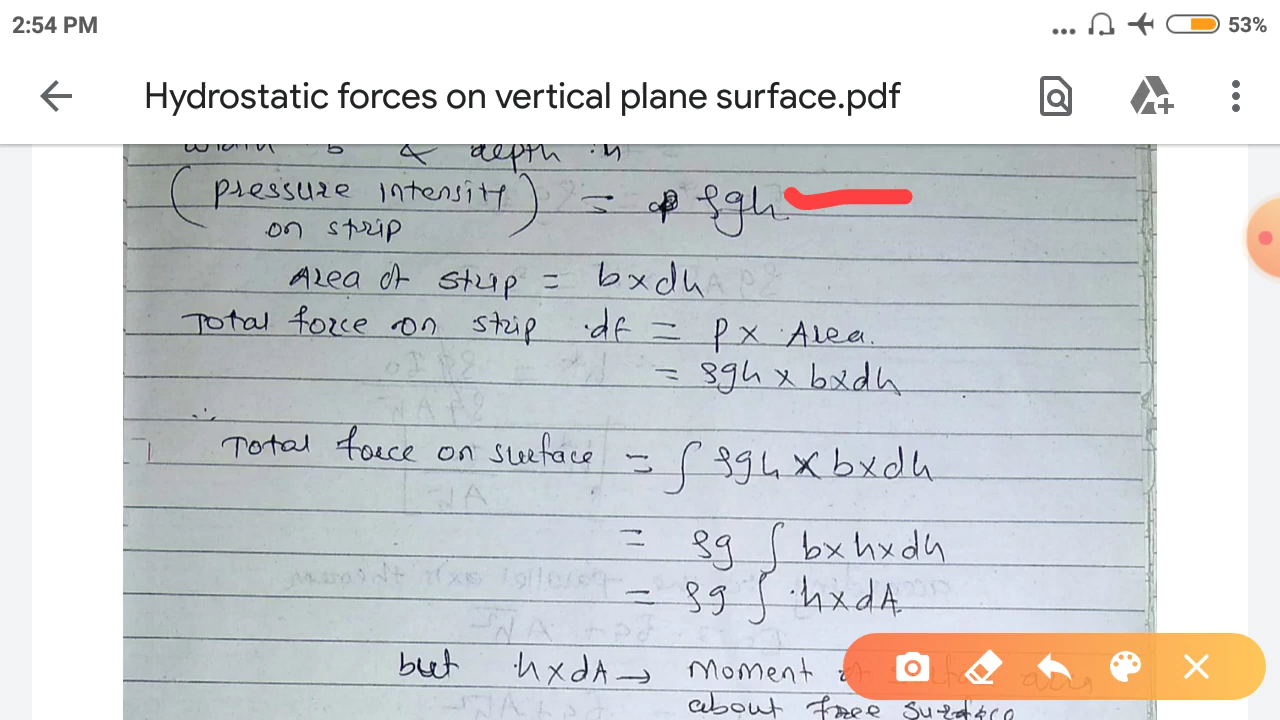 2:54 PM
53%
Hydrostatic forces on vertical plane surface.pdf
width b & depth h
(pressure intensity on strip) = ρgh
Area of strip = b×dh
Total force on strip df = P × Area.
= ρgh × b×dh
∴
Total force on surface = ∫ ρgh × b×dh
= ρg ∫ b×h×dh
= ρg ∫ h×dA
but h×dA → Moment
about free surface